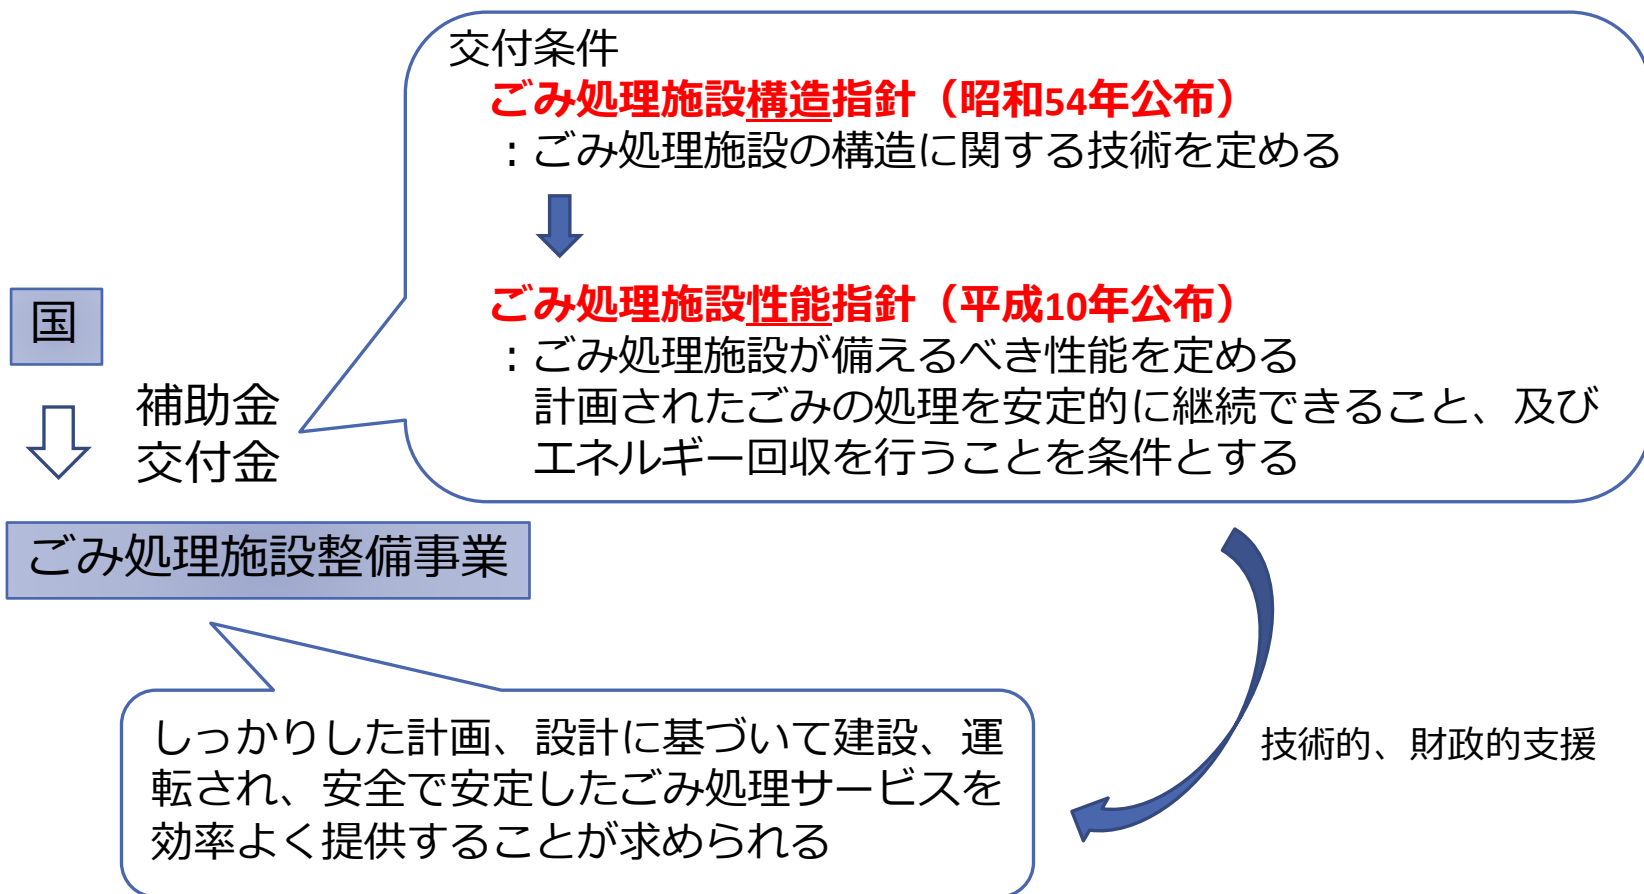 交付条件
ごみ処理施設構造指針（昭和54年公布）
：ごみ処理施設の構造に関する技術を定める
ごみ処理施設性能指針（平成10年公布）
：ごみ処理施設が備えるべき性能を定める
計画されたごみの処理を安定的に継続できること、及び
エネルギー回収を行うことを条件とする
国
補助金
交付金
ごみ処理施設整備事業
しっかりした計画、設計に基づいて建設、運
転され、安全で安定したごみ処理サービスを
効率よく提供することが求められる
技術的、財政的支援